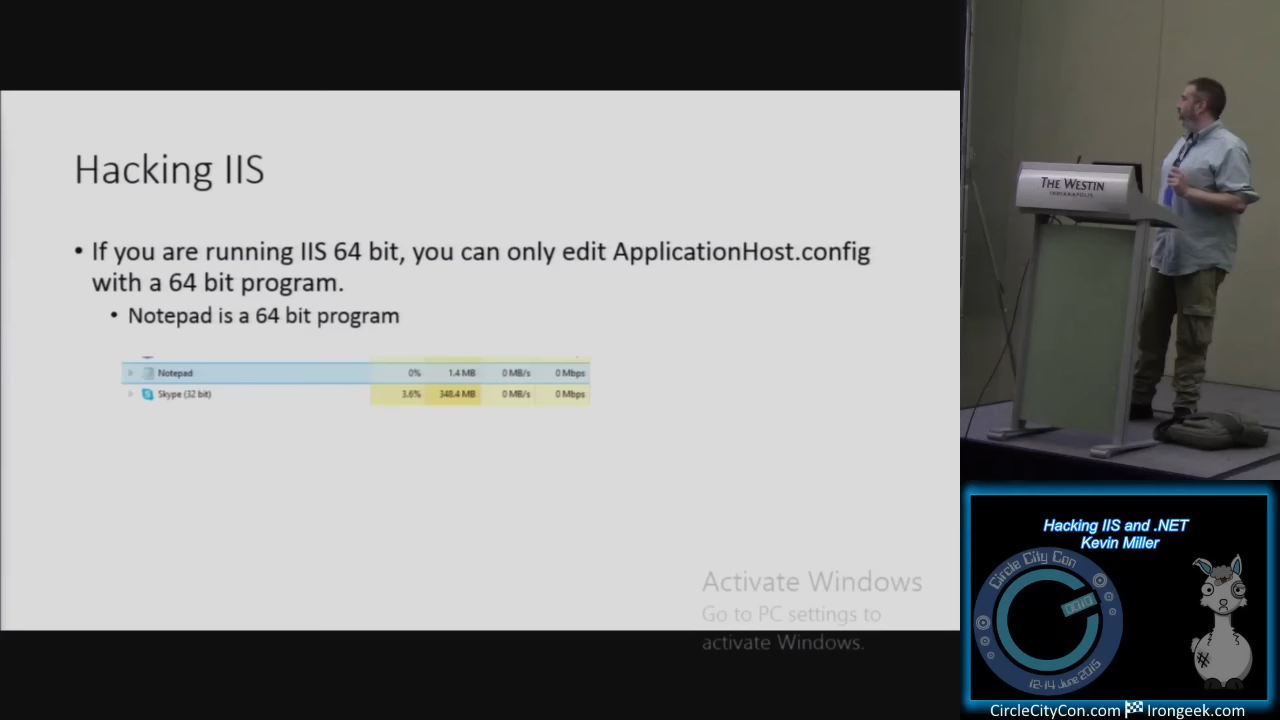 Hacking IIS
• If you are running IIS 64 bit, you can only edit ApplicationHost.config
with a 64 bit program.
• Notepad is a 64 bit program
Notepad 0% 1.4 MB 0 MB/s 0 Mbps
Skype (32 bit) 3.6% 348.4 MB 0 MB/s 0 Mbps
Activate Windows
Go to PC settings to
activate Windows.
THE WESTIN
INDIANAPOLIS
Hacking IIS and .NET
Kevin Miller
Circle City Con
12-14 June 2015
CircleCityCon.com Irongeek.com